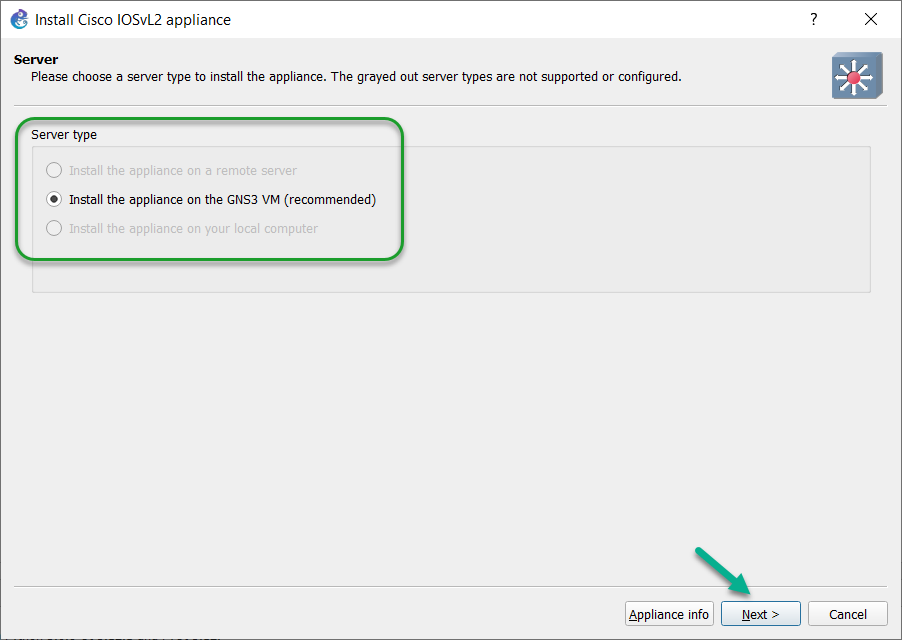 Install Cisco IOSvL2 appliance
?
Server
Please choose a server type to install the appliance. The grayed out server types are not supported or configured.
Server type
Install the appliance on a remote server
Install the appliance on the GNS3 VM (recommended)
Install the appliance on your local computer
Appliance info
Next >
Cancel